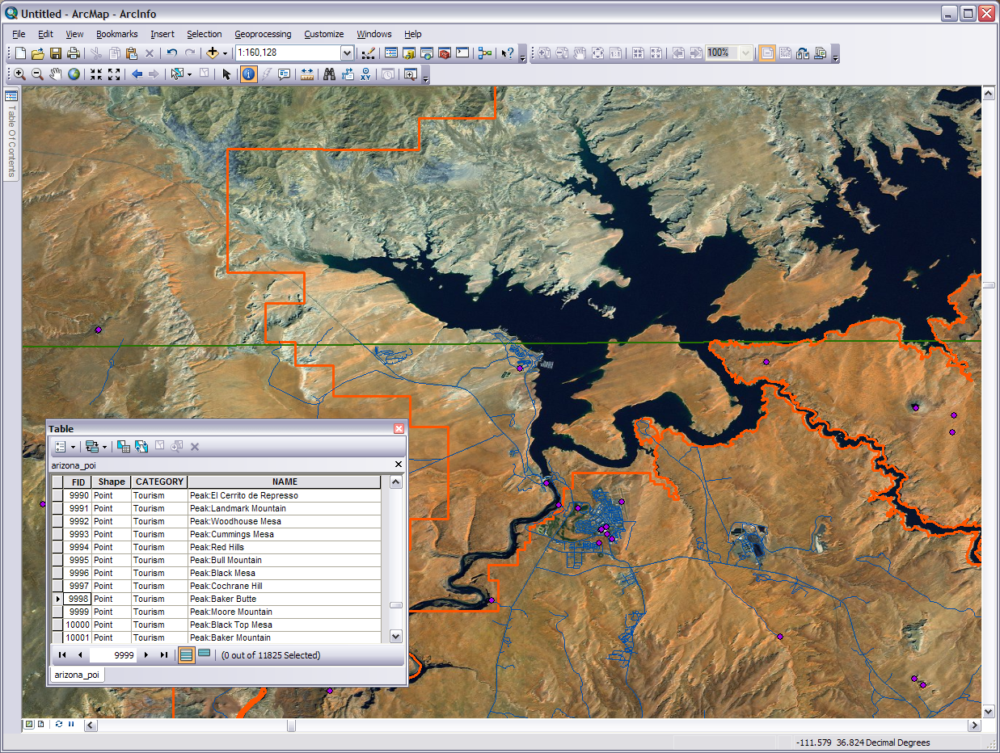 Untitled - ArcMap - ArcInfo
File Edit View Bookmarks Insert Selection Geoprocessing Customize Windows Help
1:160,128 100%
Table Of Contents
Table
arizona_poi
FID Shape CATEGORY NAME
9990 Point Tourism Peak:El Cerrito de Represso
9991 Point Tourism Peak:Landmark Mountain
9992 Point Tourism Peak:Woodhouse Mesa
9993 Point Tourism Peak:Cummings Mesa
9994 Point Tourism Peak:Red Hills
9995 Point Tourism Peak:Bull Mountain
9996 Point Tourism Peak:Black Mesa
9997 Point Tourism Peak:Cochrane Hill
9998 Point Tourism Peak:Baker Butte
9999 Point Tourism Peak:Moore Mountain
10000 Point Tourism Peak:Black Top Mesa
10001 Point Tourism Peak:Baker Mountain
9999 (0 out of 11825 Selected)
arizona_poi
-111.579 36.824 Decimal Degrees